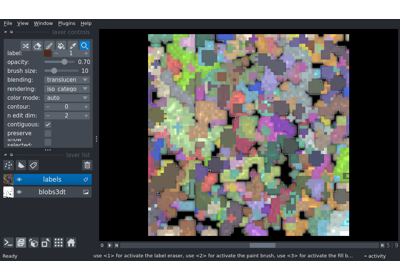 File View Window Plugins Help
layer controls
label: 1
opacity: 0.70
brush size: 10
blending: translucen
rendering: iso_catego
color mode: auto
contour: 0
n edit dim: 2
contiguous:
preserve
selected:
layer list
labels
blobs3dt
Ready
use <1> for activate the label eraser, use <2> for activate the paint brush, use <3> for activate the fill b...
activity